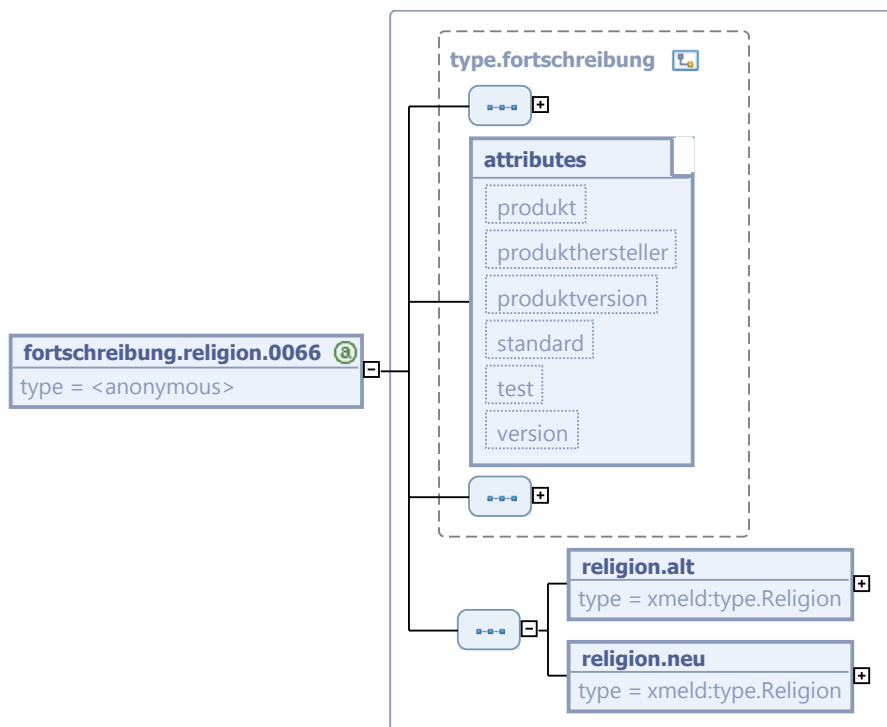 type.fortschreibung
attributes
produkt
produkthersteller
produktversion
standard
test
version
fortschreibung.religion.0066 @
type = <anonymous>
religion.alt
type = xmeld:type.Religion
religion.neu
type = xmeld:type.Religion